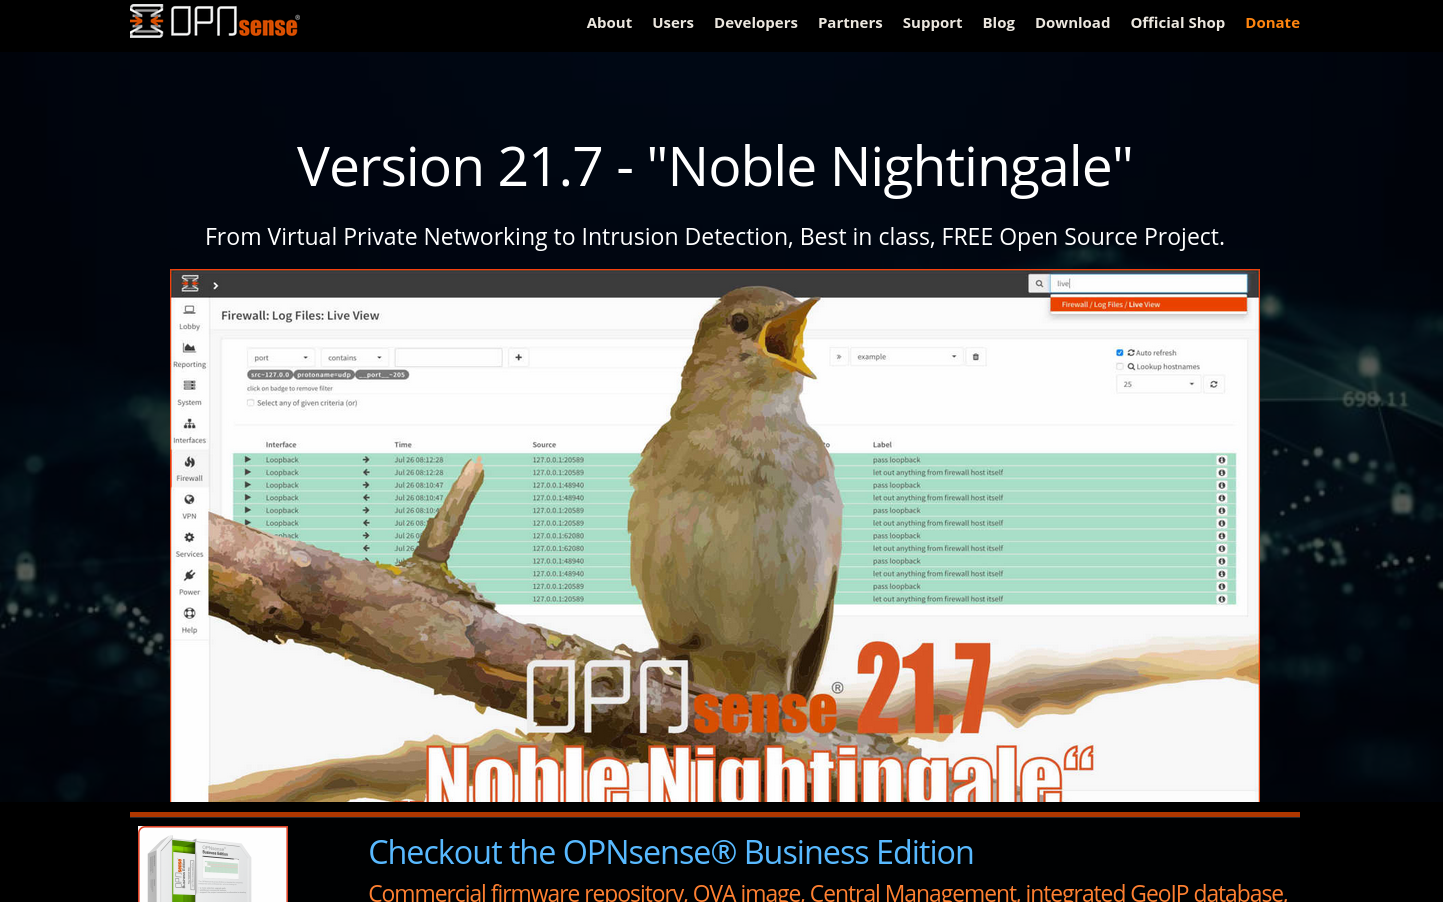 OPNsense®
About Users Developers Partners Support Blog Download Official Shop Donate
Version 21.7 - "Noble Nightingale"
From Virtual Private Networking to Intrusion Detection, Best in class, FREE Open Source Project.
live
Firewall / Log Files / Live View
Lobby
Reporting
System
Interfaces
Firewall
VPN
Services
Power
Help
Firewall: Log Files: Live View
port contains + » example
Auto refresh
src~127.0.0 protoname=udp __port__~205
Lookup hostnames
click on badge to remove filter
25
Select any of given criteria (or)
Interface Time Source Label
Loopback Jul 26 08:12:28 127.0.0.1:20589 pass loopback
Loopback Jul 26 08:12:28 127.0.0.1:20589 let out anything from firewall host itself
Loopback Jul 26 08:10:47 127.0.0.1:48940 pass loopback
Loopback Jul 26 08:10:47 127.0.0.1:48940 let out anything from firewall host itself
Loopback Jul 26 127.0.0.1:20589 pass loopback
Loopback Jul 26 127.0.0.1:20589 let out anything from firewall host itself
127.0.0.1:62080 pass loopback
127.0.0.1:62080 let out anything from firewall host itself
127.0.0.1:48940 pass loopback
127.0.0.1:48940 let out anything from firewall host itself
127.0.0.1:20589 pass loopback
127.0.0.1:20589 let out anything from firewall host itself
698.11
OPNsense® 21.7
Noble Nightingale“
OPNsense®
Business Edition
Checkout the OPNsense® Business Edition
Commercial firmware repository, OVA image, Central Management, integrated GeoIP database,